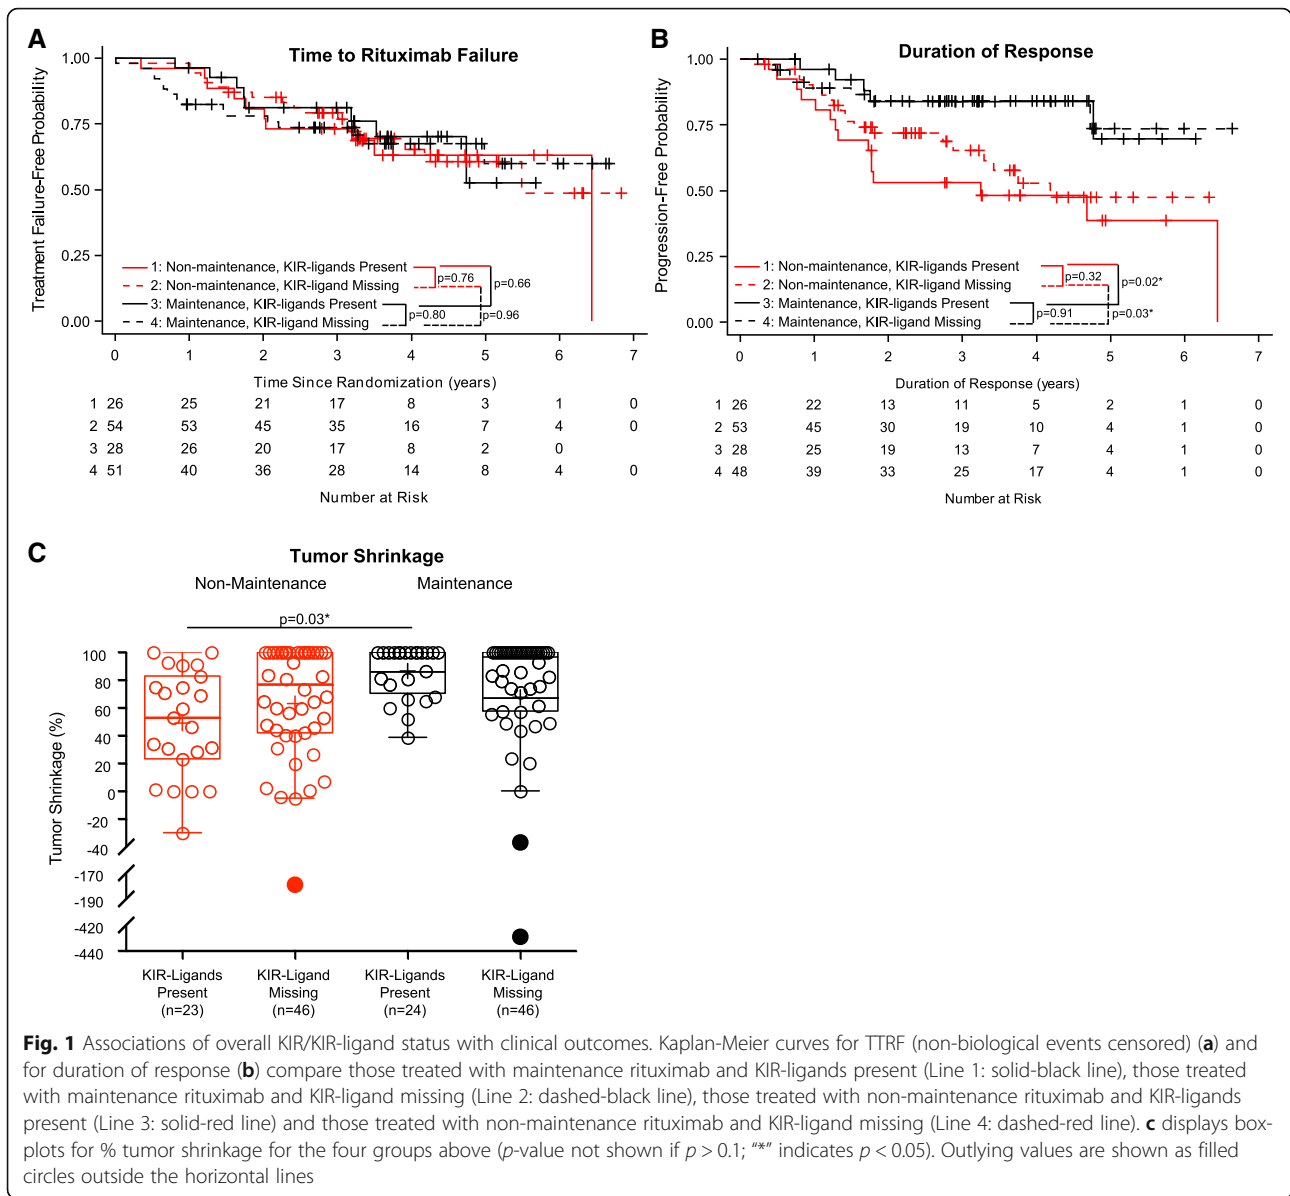 A
Time to Rituximab Failure
Treatment Failure-Free Probability
1.00
0.75
0.50
0.25
0.00
1: Non-maintenance, KIR-ligands Present
2: Non-maintenance, KIR-ligand Missing
3: Maintenance, KIR-ligands Present
4: Maintenance, KIR-ligand Missing
p=0.76
p=0.66
p=0.80
p=0.96
0 1 2 3 4 5 6 7
Time Since Randomization (years)
1 26 25 21 17 8 3 1 0
2 54 53 45 35 16 7 4 0
3 28 26 20 17 8 2 0
4 51 40 36 28 14 8 4 0
Number at Risk
B
Duration of Response
Progression-Free Probability
1.00
0.75
0.50
0.25
0.00
1: Non-maintenance, KIR-ligands Present
2: Non-maintenance, KIR-ligand Missing
3: Maintenance, KIR-ligands Present
4: Maintenance, KIR-ligand Missing
p=0.32
p=0.02*
p=0.91
p=0.03*
0 1 2 3 4 5 6 7
Duration of Response (years)
1 26 22 13 11 5 2 1 0
2 53 45 30 19 10 4 1 0
3 28 25 19 13 7 4 1 0
4 48 39 33 25 17 4 1 0
Number at Risk
C
Tumor Shrinkage
Non-Maintenance Maintenance
p=0.03*
Tumor Shrinkage (%)
100
80
60
40
20
0
-20
-40
-170
-190
-420
-440
KIR-Ligands Present (n=23)
KIR-Ligand Missing (n=46)
KIR-Ligands Present (n=24)
KIR-Ligand Missing (n=46)
Fig. 1 Associations of overall KIR/KIR-ligand status with clinical outcomes. Kaplan-Meier curves for TTRF (non-biological events censored) (a) and
for duration of response (b) compare those treated with maintenance rituximab and KIR-ligands present (Line 1: solid-black line), those treated
with maintenance rituximab and KIR-ligand missing (Line 2: dashed-black line), those treated with non-maintenance rituximab and KIR-ligands
present (Line 3: solid-red line) and those treated with non-maintenance rituximab and KIR-ligand missing (Line 4: dashed-red line). c displays box-
plots for % tumor shrinkage for the four groups above (p-value not shown if p > 0.1; “*” indicates p < 0.05). Outlying values are shown as filled
circles outside the horizontal lines